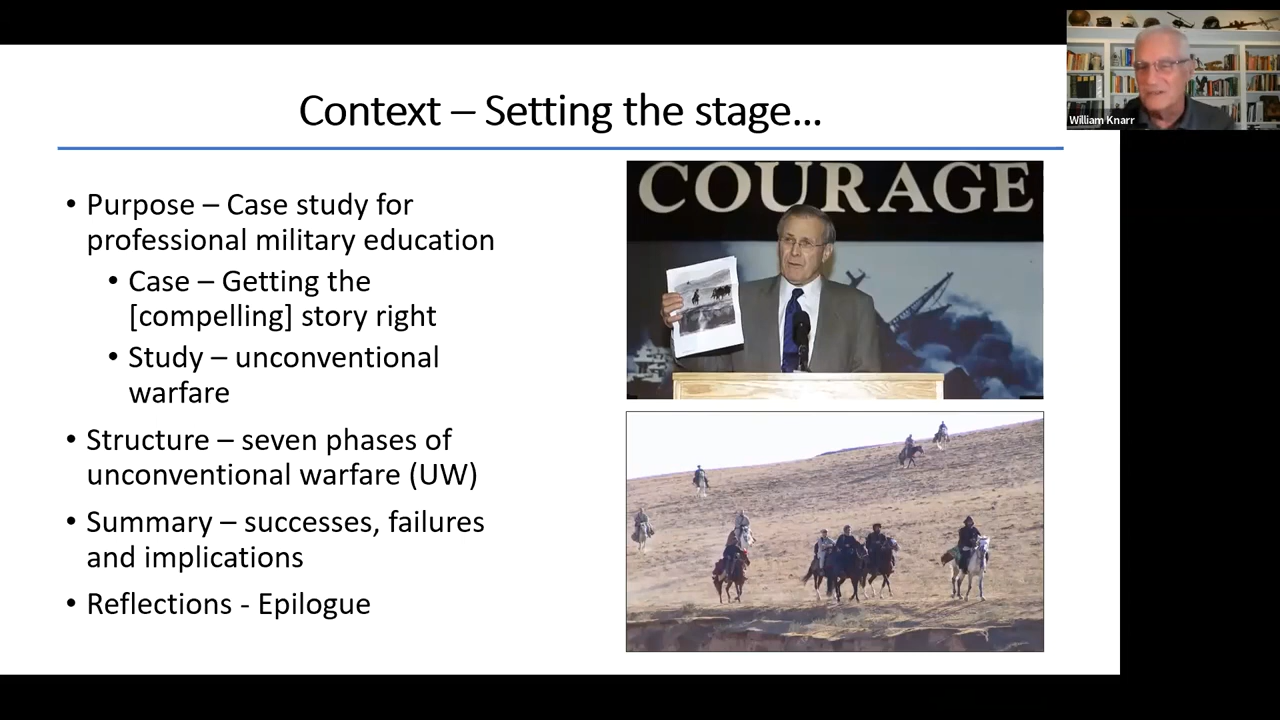 Context – Setting the stage...
William Knarr
• Purpose – Case study for
professional military education
• Case – Getting the
[compelling] story right
• Study – unconventional
warfare
• Structure – seven phases of
unconventional warfare (UW)
• Summary – successes, failures
and implications
• Reflections - Epilogue
COURAGE